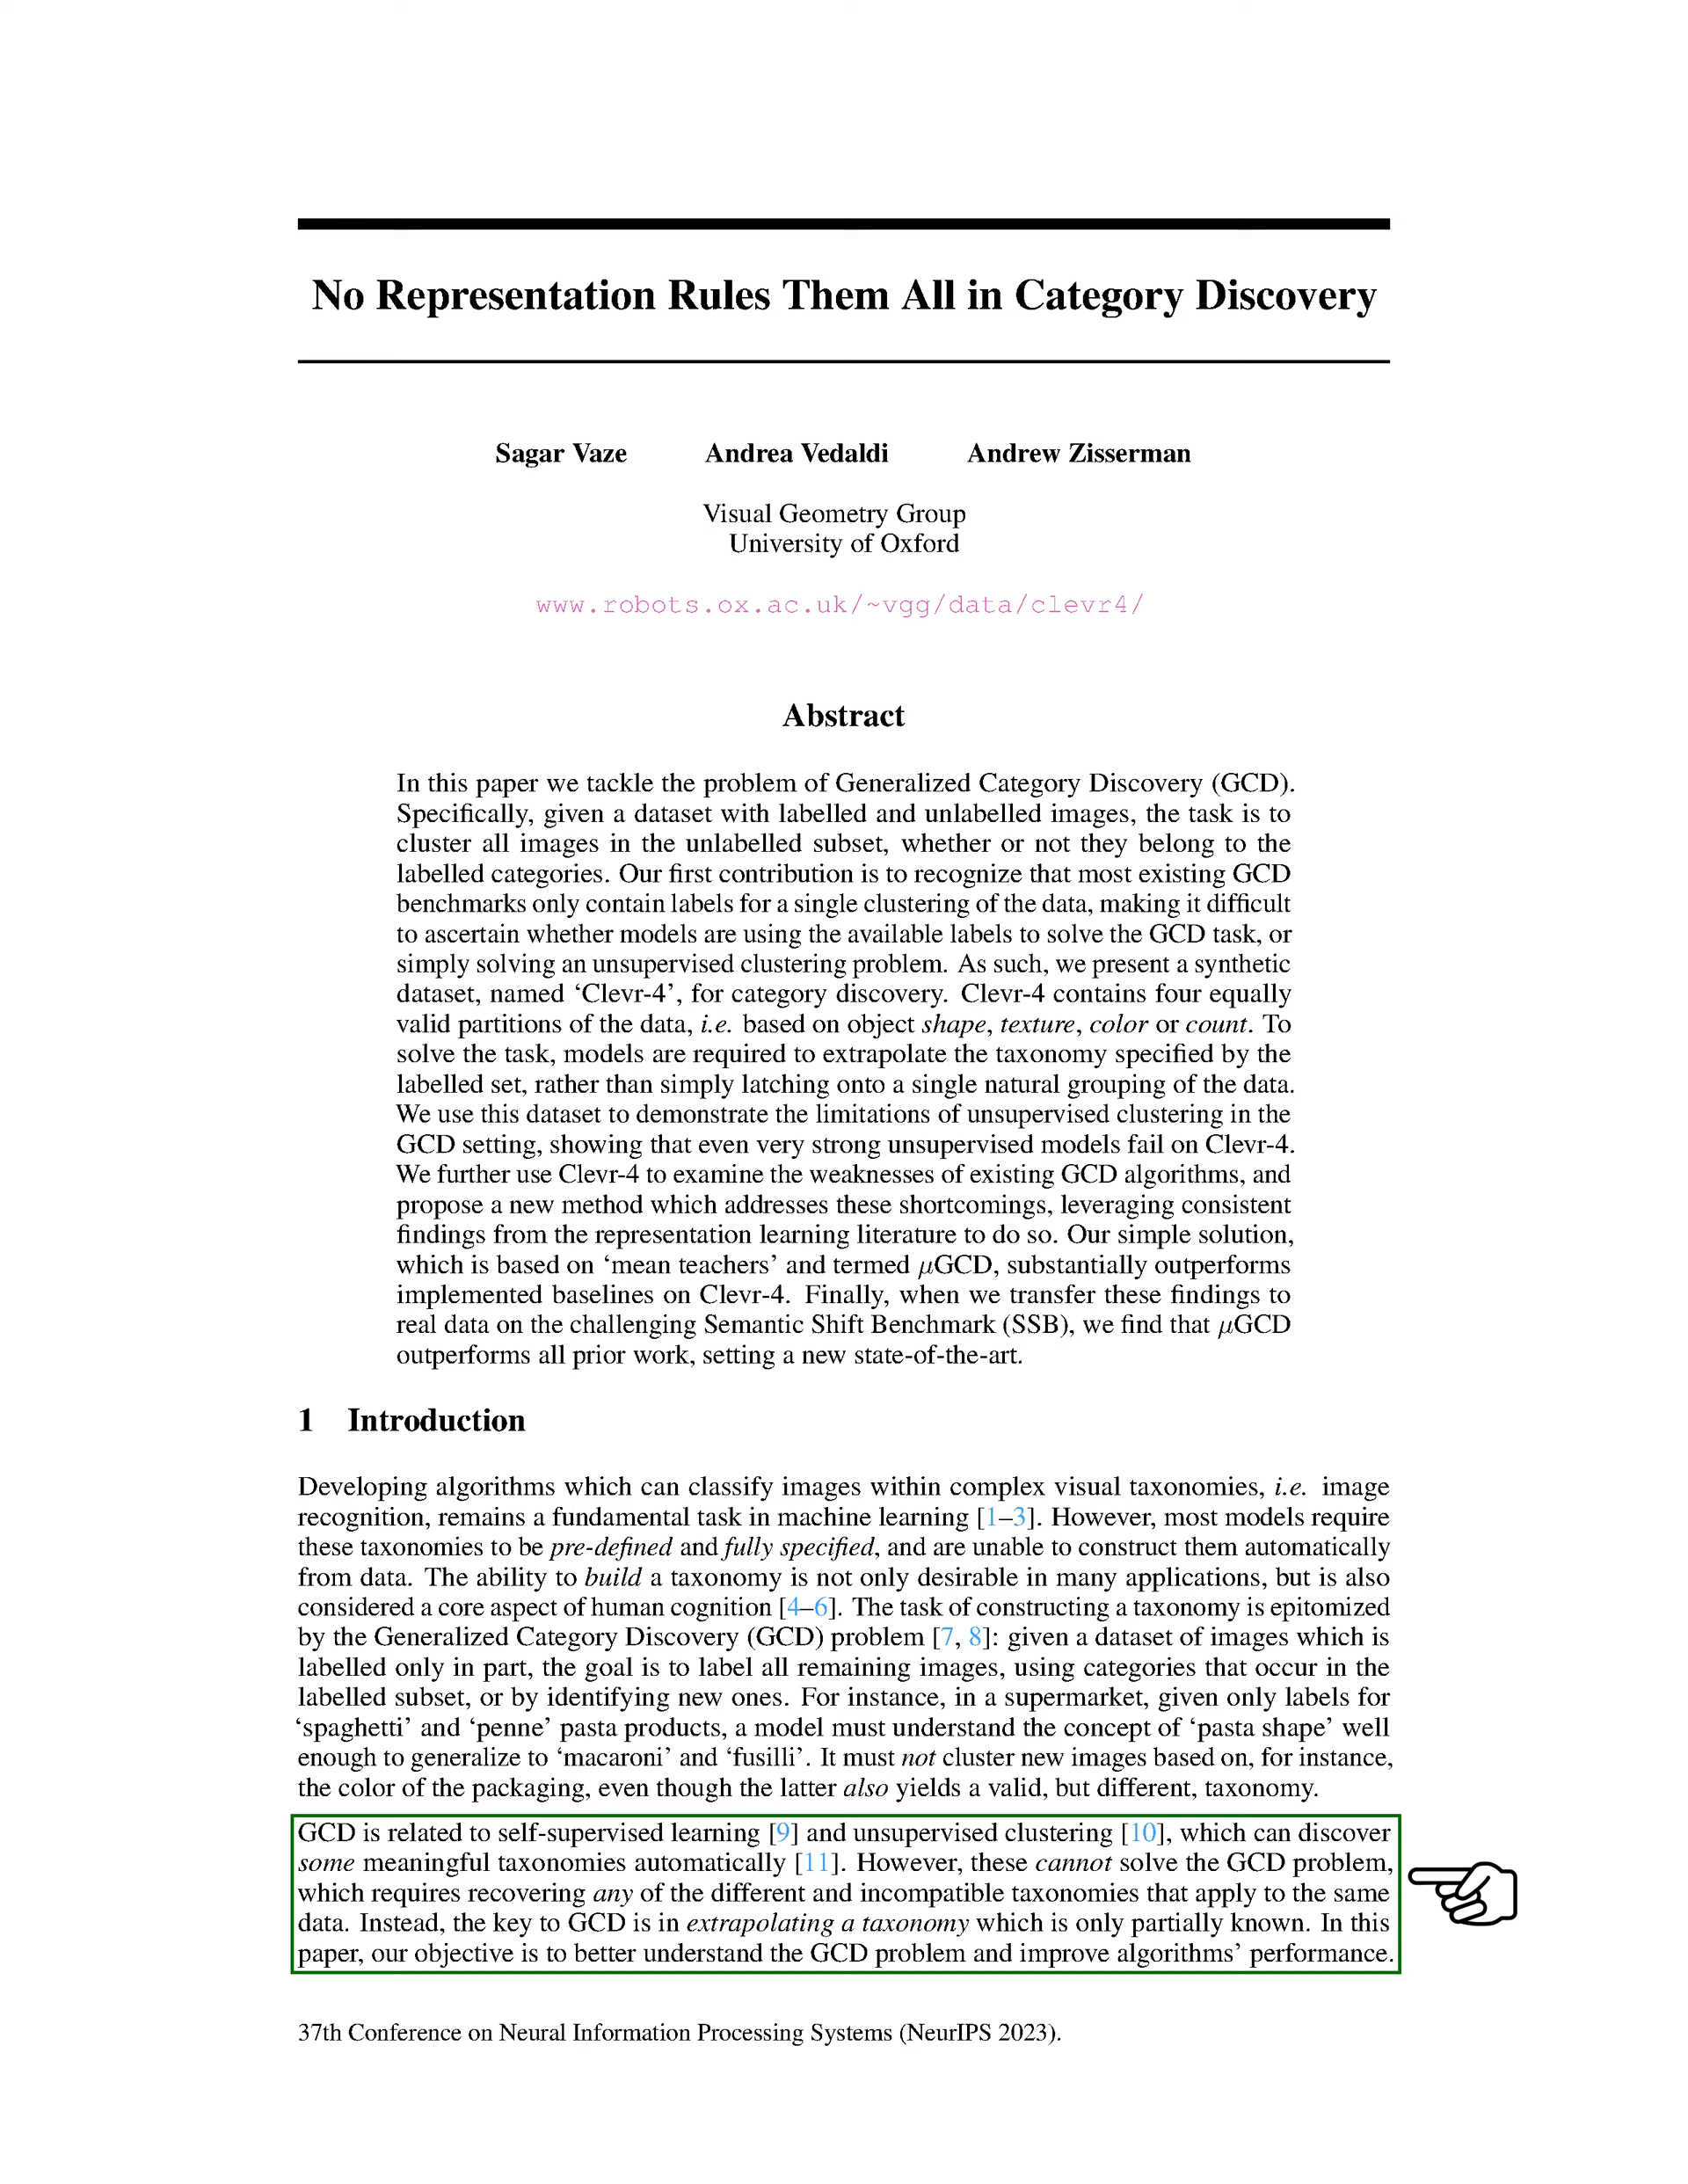 No Representation Rules Them All in Category Discovery
Sagar Vaze Andrea Vedaldi Andrew Zisserman
Visual Geometry Group
University of Oxford
www.robots.ox.ac.uk/~vgg/data/clevr4/
Abstract
In this paper we tackle the problem of Generalized Category Discovery (GCD).
Specifically, given a dataset with labelled and unlabelled images, the task is to
cluster all images in the unlabelled subset, whether or not they belong to the
labelled categories. Our first contribution is to recognize that most existing GCD
benchmarks only contain labels for a single clustering of the data, making it difficult
to ascertain whether models are using the available labels to solve the GCD task, or
simply solving an unsupervised clustering problem. As such, we present a synthetic
dataset, named ‘Clevr-4’, for category discovery. Clevr-4 contains four equally
valid partitions of the data, i.e. based on object shape, texture, color or count. To
solve the task, models are required to extrapolate the taxonomy specified by the
labelled set, rather than simply latching onto a single natural grouping of the data.
We use this dataset to demonstrate the limitations of unsupervised clustering in the
GCD setting, showing that even very strong unsupervised models fail on Clevr-4.
We further use Clevr-4 to examine the weaknesses of existing GCD algorithms, and
propose a new method which addresses these shortcomings, leveraging consistent
findings from the representation learning literature to do so. Our simple solution,
which is based on ‘mean teachers’ and termed μGCD, substantially outperforms
implemented baselines on Clevr-4. Finally, when we transfer these findings to
real data on the challenging Semantic Shift Benchmark (SSB), we find that μGCD
outperforms all prior work, setting a new state-of-the-art.
1 Introduction
Developing algorithms which can classify images within complex visual taxonomies, i.e. image
recognition, remains a fundamental task in machine learning [1–3]. However, most models require
these taxonomies to be pre-defined and fully specified, and are unable to construct them automatically
from data. The ability to build a taxonomy is not only desirable in many applications, but is also
considered a core aspect of human cognition [4–6]. The task of constructing a taxonomy is epitomized
by the Generalized Category Discovery (GCD) problem [7, 8]: given a dataset of images which is
labelled only in part, the goal is to label all remaining images, using categories that occur in the
labelled subset, or by identifying new ones. For instance, in a supermarket, given only labels for
‘spaghetti’ and ‘penne’ pasta products, a model must understand the concept of ‘pasta shape’ well
enough to generalize to ‘macaroni’ and ‘fusilli’. It must not cluster new images based on, for instance,
the color of the packaging, even though the latter also yields a valid, but different, taxonomy.
GCD is related to self-supervised learning [9] and unsupervised clustering [10], which can discover
some meaningful taxonomies automatically [11]. However, these cannot solve the GCD problem,
which requires recovering any of the different and incompatible taxonomies that apply to the same
data. Instead, the key to GCD is in extrapolating a taxonomy which is only partially known. In this
paper, our objective is to better understand the GCD problem and improve algorithms’ performance.
37th Conference on Neural Information Processing Systems (NeurIPS 2023).